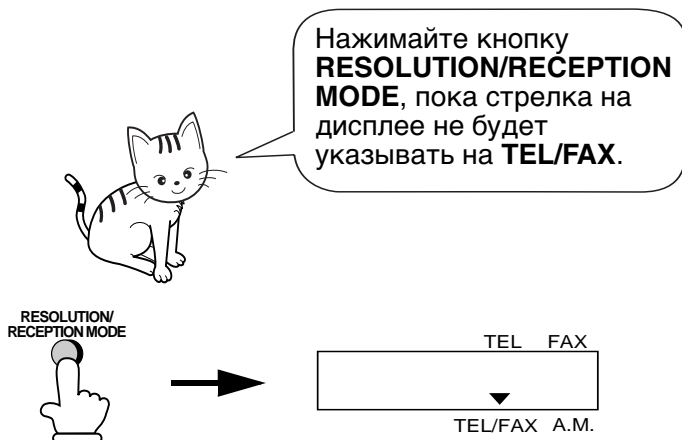 Нажимайте кнопку
RESOLUTION/RECEPTION
MODE, пока стрелка на
дисплее не будет
указывать на TEL/FAX.
RESOLUTION/
RECEPTION MODE
TEL FAX
TEL/FAX A.M.